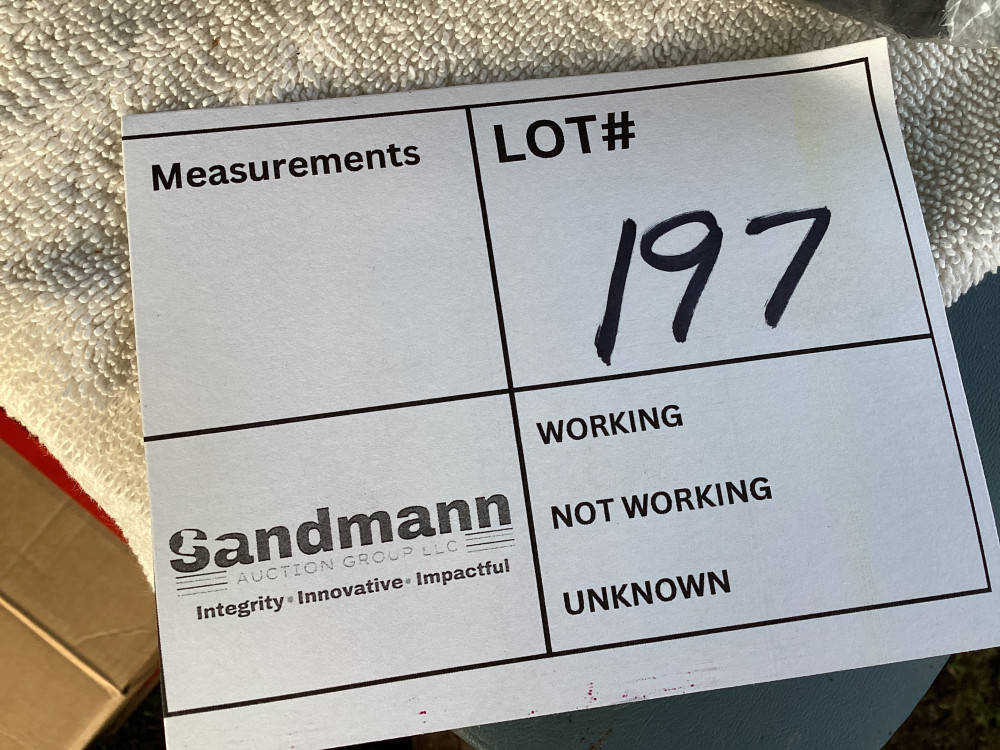 Measurements
LOT#
197
WORKING
NOT WORKING
UNKNOWN
Sandmann
AUCTION GROUP LLC
Integrity • Innovative • Impactful